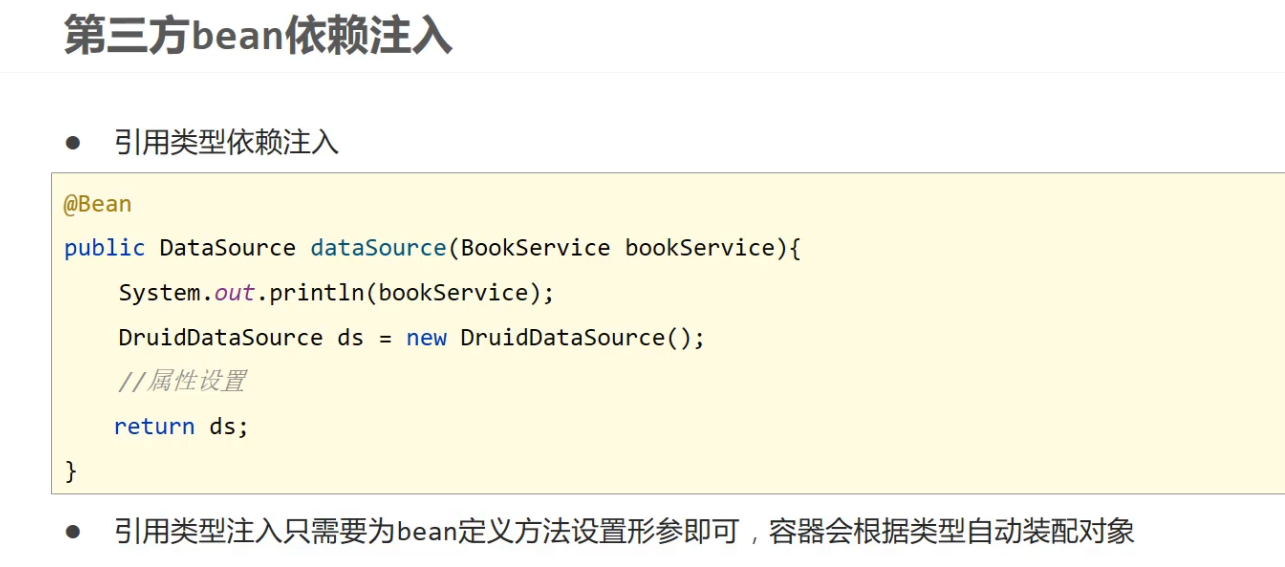 第三方bean依赖注入
● 引用类型依赖注入
@Bean
public DataSource dataSource(BookService bookService){
System.out.println(bookService);
DruidDataSource ds = new DruidDataSource();
//属性设置
return ds;
}
● 引用类型注入只需要为bean定义方法设置形参即可，容器会根据类型自动装配对象